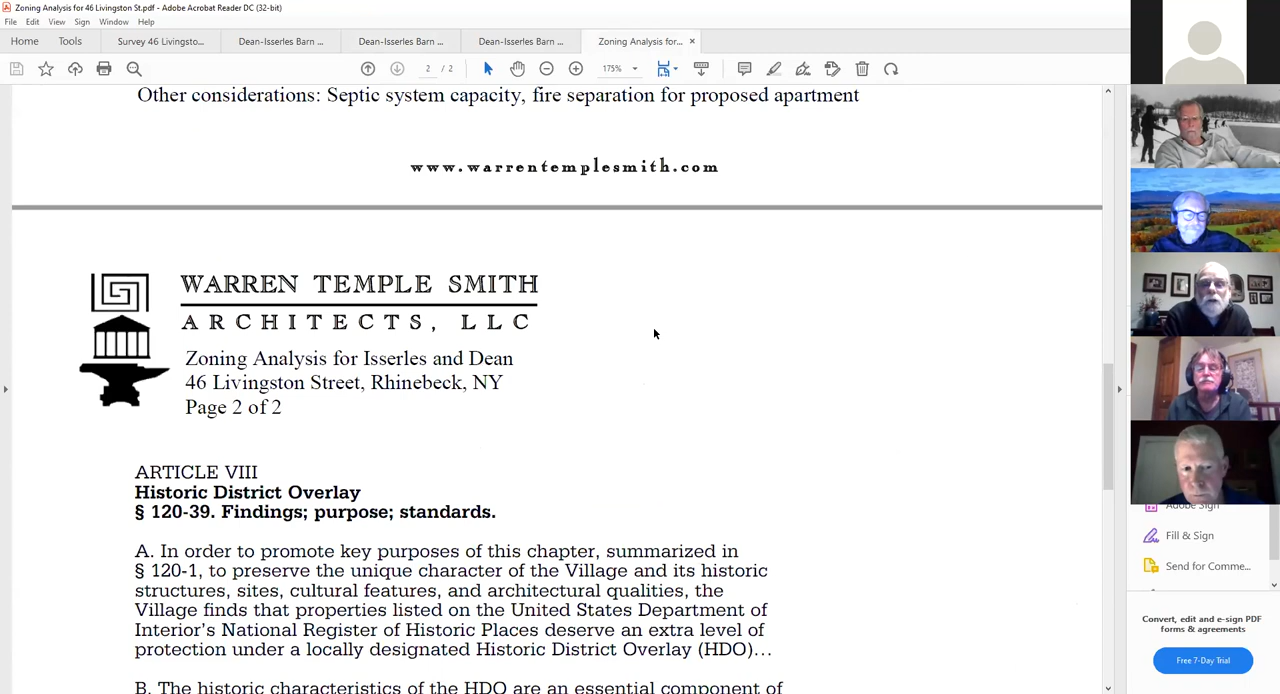 Zoning Analysis for 46 Livingston St.pdf - Adobe Acrobat Reader DC (32-bit)
File Edit View Sign Window Help
Home Tools Survey 46 Livingsto... Dean-Isserles Barn ... Dean-Isserles Barn ... Dean-Isserles Barn ... Zoning Analysis for... ×
2 / 2 175%
Other considerations: Septic system capacity, fire separation for proposed apartment
www.warrentemplesmith.com
WARREN TEMPLE SMITH
ARCHITECTS, LLC
Zoning Analysis for Isserles and Dean
46 Livingston Street, Rhinebeck, NY
Page 2 of 2
ARTICLE VIII
Historic District Overlay
§ 120-39. Findings; purpose; standards.
A. In order to promote key purposes of this chapter, summarized in
§ 120-1, to preserve the unique character of the Village and its historic
structures, sites, cultural features, and architectural qualities, the
Village finds that properties listed on the United States Department of
Interior's National Register of Historic Places deserve an extra level of
protection under a locally designated Historic District Overlay (HDO)...
B. The historic characteristics of the HDO are an essential component of
Adobe Sign
Fill & Sign
Send for Comme...
Convert, edit and e-sign PDF
forms & agreements
Free 7-Day Trial